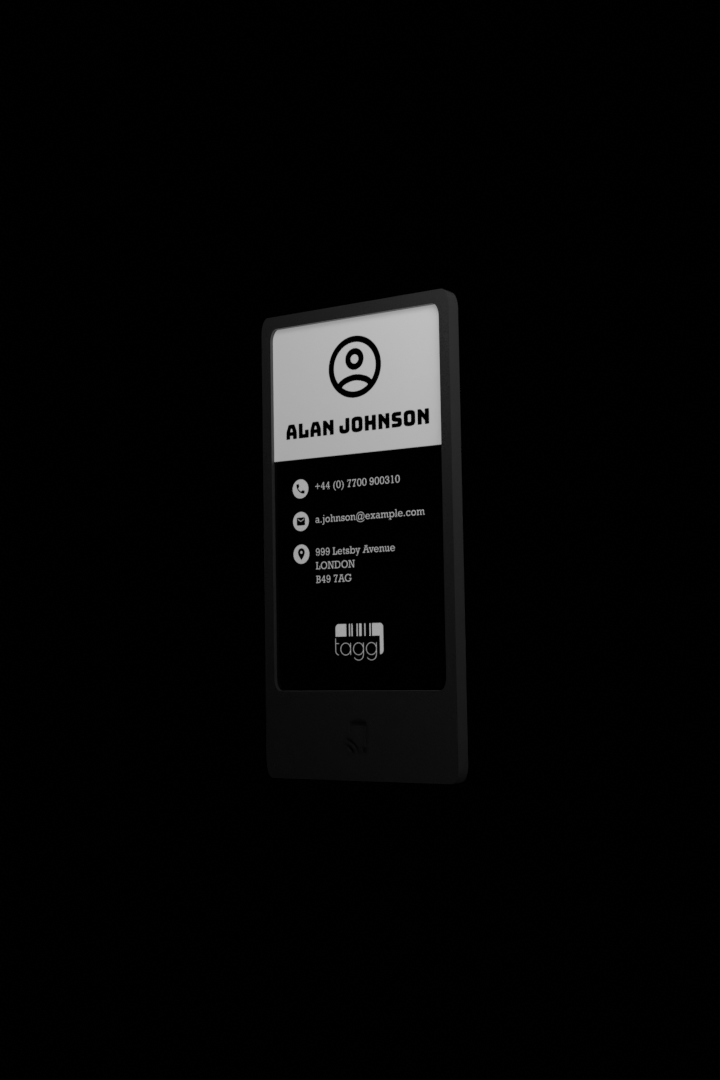 ALAN JOHNSON
+44 (0) 7700 900310
a.johnson@example.com
999 Letsby Avenue
LONDON
B49 7AG
tagg